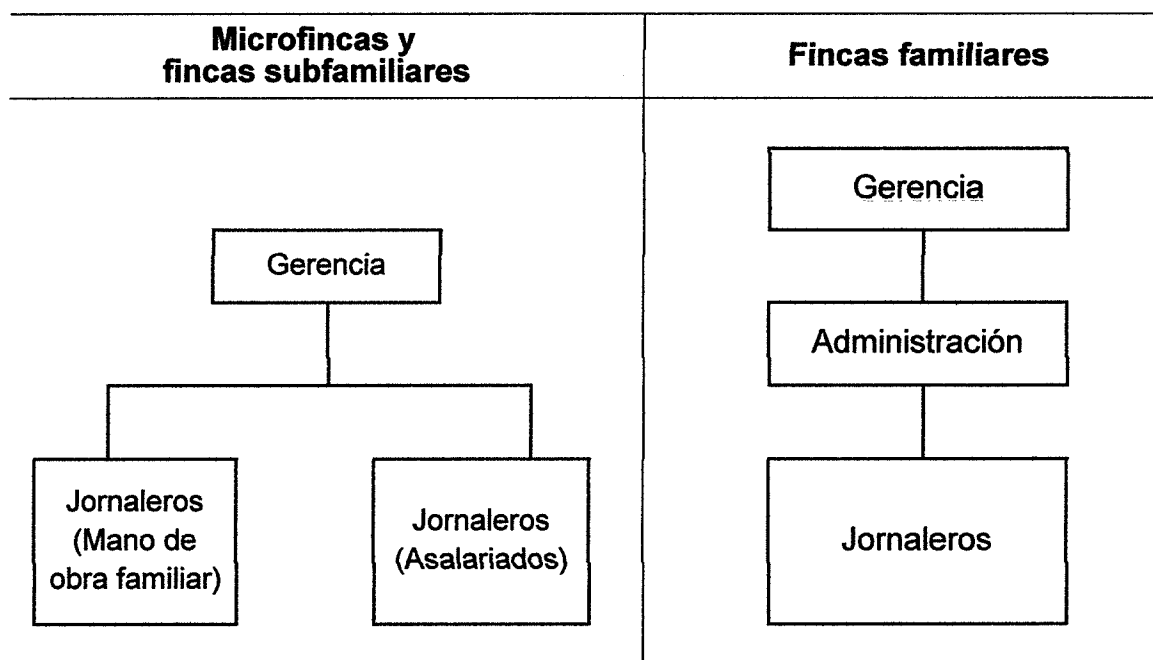 Microfincas y
fincas subfamiliares
Fincas familiares
Gerencia
Jornaleros
(Mano de
obra familiar)
Jornaleros
(Asalariados)
Gerencia
Administración
Jornaleros